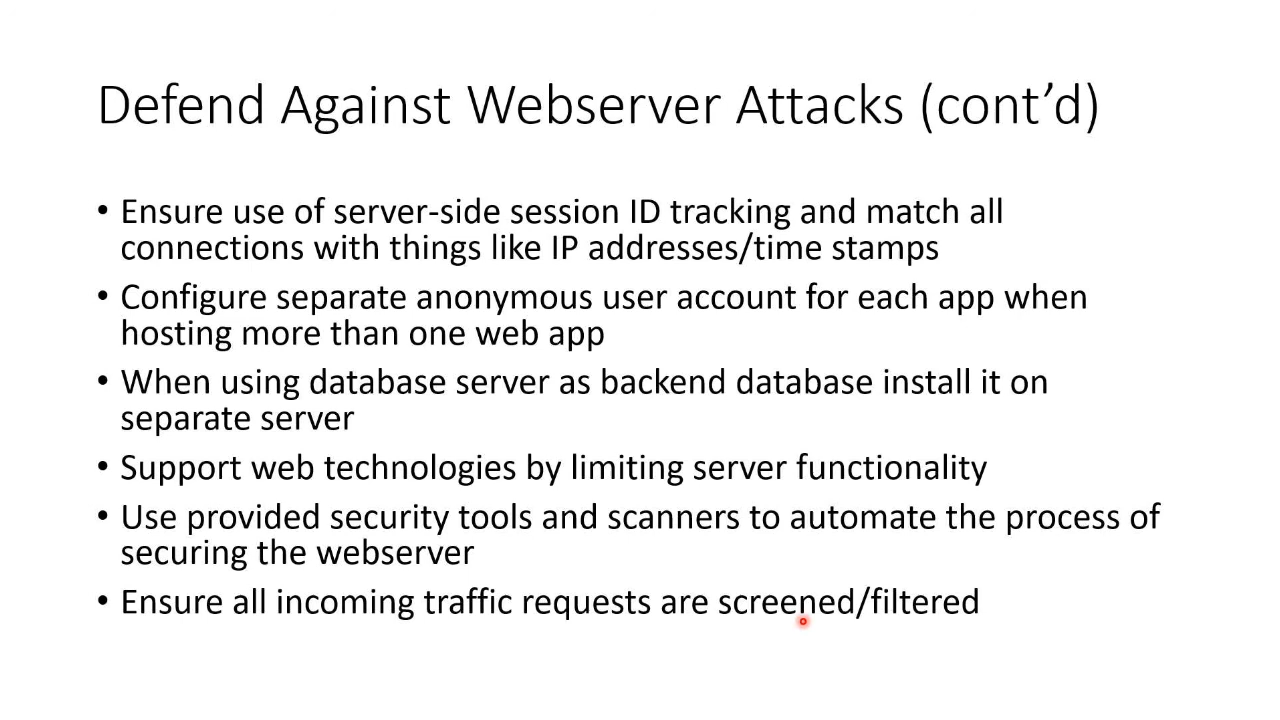 Defend Against Webserver Attacks (cont’d)
• Ensure use of server-side session ID tracking and match all
connections with things like IP addresses/time stamps
• Configure separate anonymous user account for each app when
hosting more than one web app
• When using database server as backend database install it on
separate server
• Support web technologies by limiting server functionality
• Use provided security tools and scanners to automate the process of
securing the webserver
• Ensure all incoming traffic requests are screened/filtered